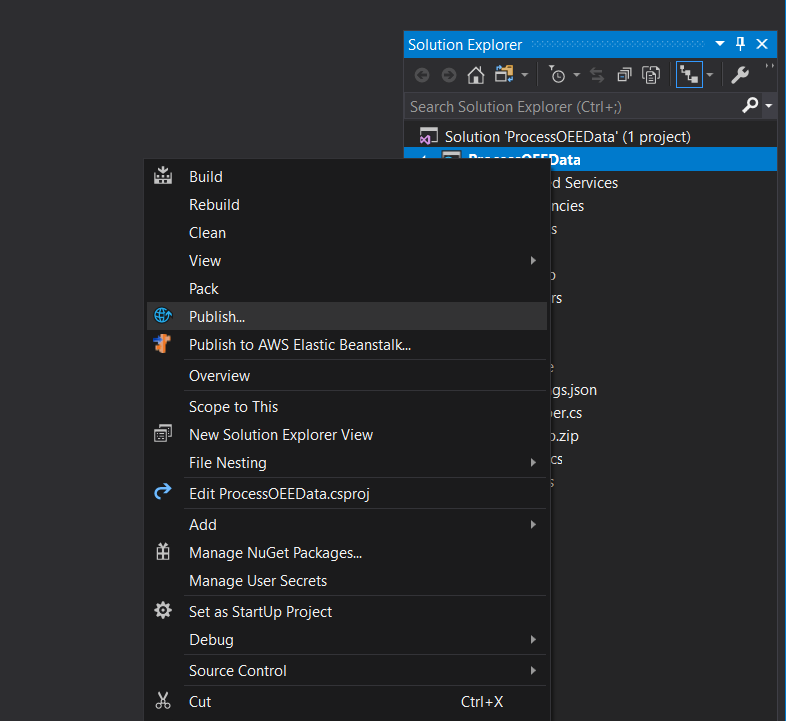 Solution Explorer
Search Solution Explorer (Ctrl+;)
Solution 'ProcessOEEData' (1 project)
ProcessOEEData
Build
d Services
Rebuild
ncies
Clean
s
View
Pack
rs
Publish...
Publish to AWS Elastic Beanstalk...
Overview
e
gs.json
Scope to This
er.cs
New Solution Explorer View
o.zip
File Nesting
cs
Edit ProcessOEEData.csproj
s
Add
Manage NuGet Packages...
Manage User Secrets
Set as StartUp Project
Debug
Source Control
Cut Ctrl+X